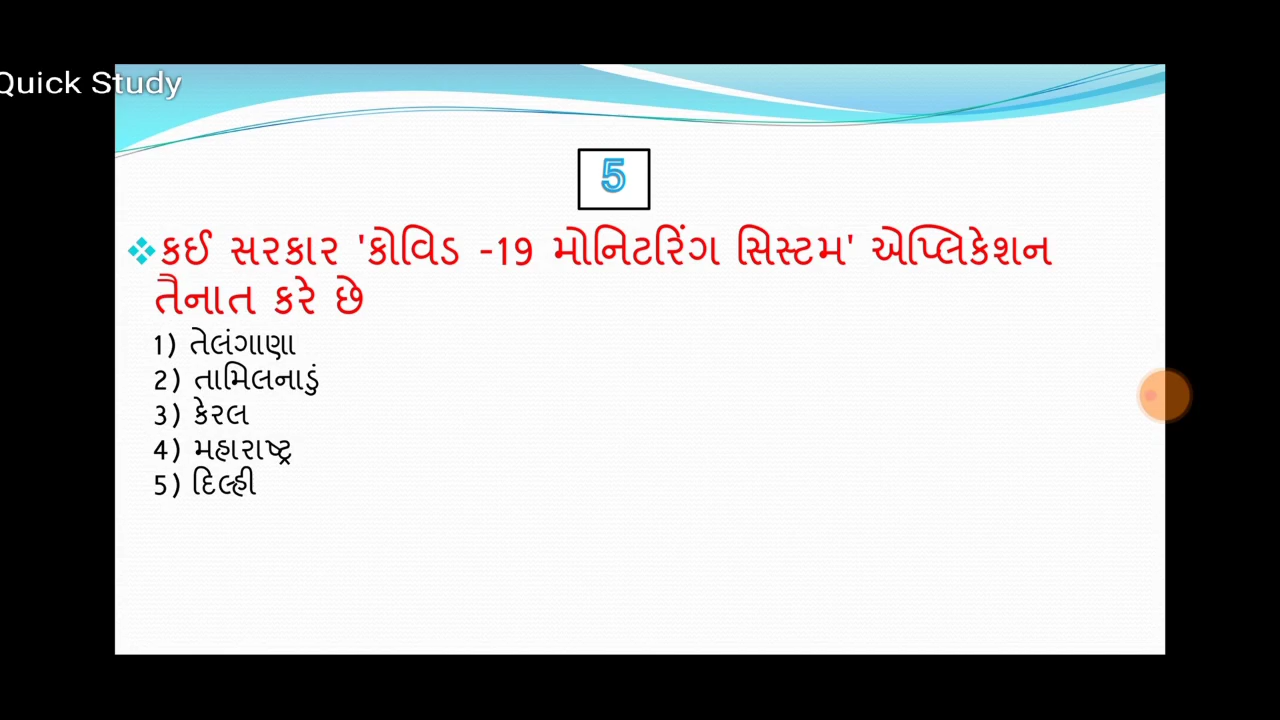 Quick Study
5
કઈ સરકાર 'કોવિડ -19 મોનિટરિંગ સિસ્ટમ' એપ્લિકેશન
તૈનાત કરે છે
1) તેલંગાણા
2) તામિલનાડું
3) કેરલ
4) મહારાષ્ટ્ર
5) દિલ્હી